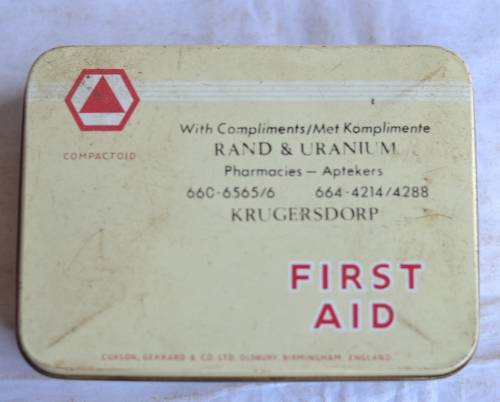 COMPACTOID
With Compliments/Met Komplimente
RAND & URANIUM
Pharmacies — Aptekers
660-6565/6 664-4214/4288
KRUGERSDORP
FIRST
AID
CUXSON, GERRARD & CO. LTD. OLDBURY, BIRMINGHAM, ENGLAND.